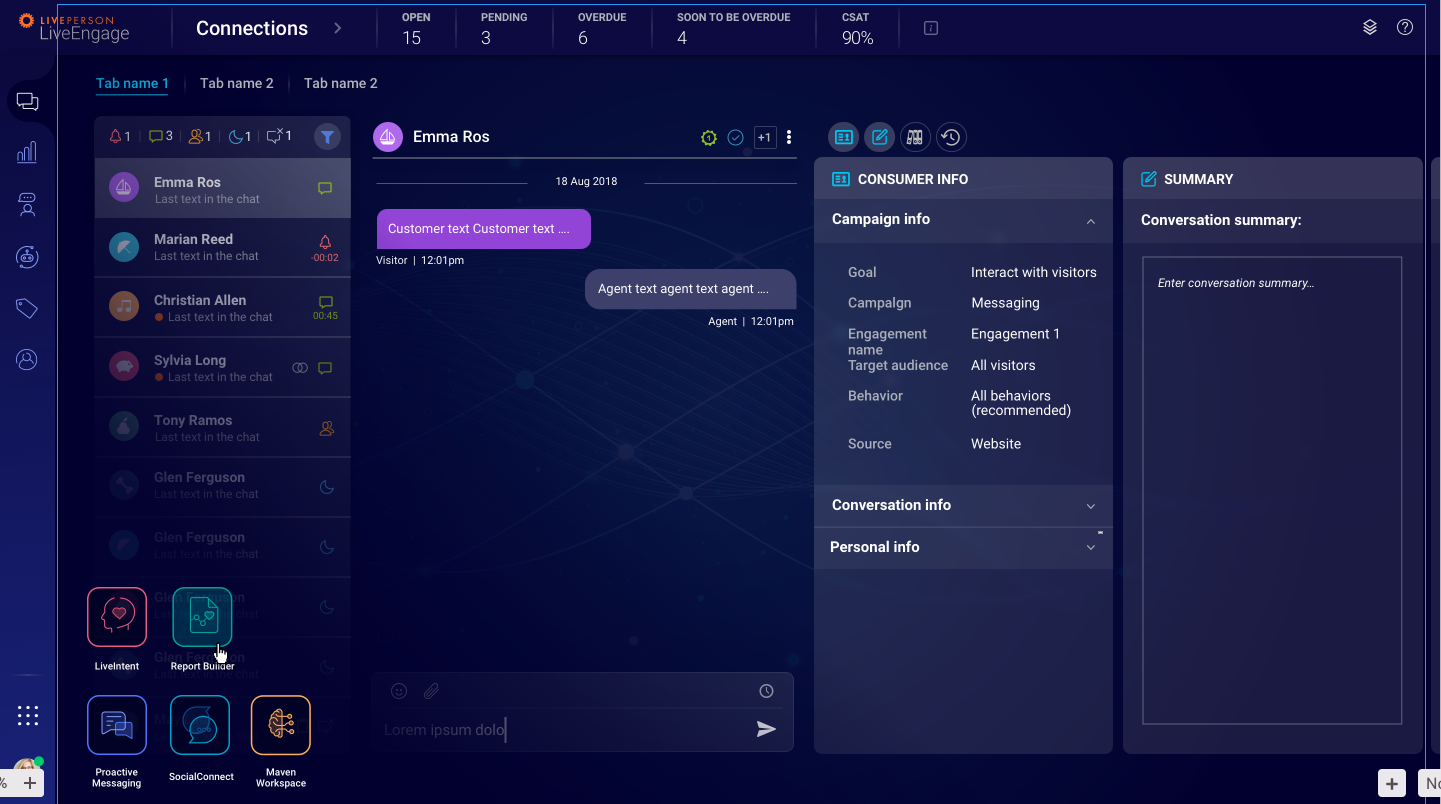 LIVEPERSON
LiveEngage
Connections
OPEN
15
PENDING
3
OVERDUE
6
SOON TO BE OVERDUE
4
CSAT
90%
Tab name 1
Tab name 2
Tab name 2
1 3 1 1 1
Emma Ros
Last text in the chat
Marian Reed
Last text in the chat
-00:02
Christian Allen
Last text in the chat
00:45
Sylvia Long
Last text in the chat
Tony Ramos
Last text in the chat
Glen Ferguson
Last text in the chat
Glen Ferguson
Last text in the chat
Glen Ferguson
Glen Ferguson
LiveIntent
Report Builder
Proactive
Messaging
SocialConnect
Maven
Workspace
% +
Emma Ros
1
+1
18 Aug 2018
Customer text Customer text ....
Visitor | 12:01pm
Agent text agent text agent ....
Agent | 12:01pm
Lorem ipsum dolo
CONSUMER INFO
Campaign info
Goal Interact with visitors
Campaign Messaging
Engagement
name
Engagement 1
Target audience All visitors
Behavior All behaviors
(recommended)
Source Website
Conversation info
Personal info
SUMMARY
Conversation summary:
Enter conversation summary...
+
No